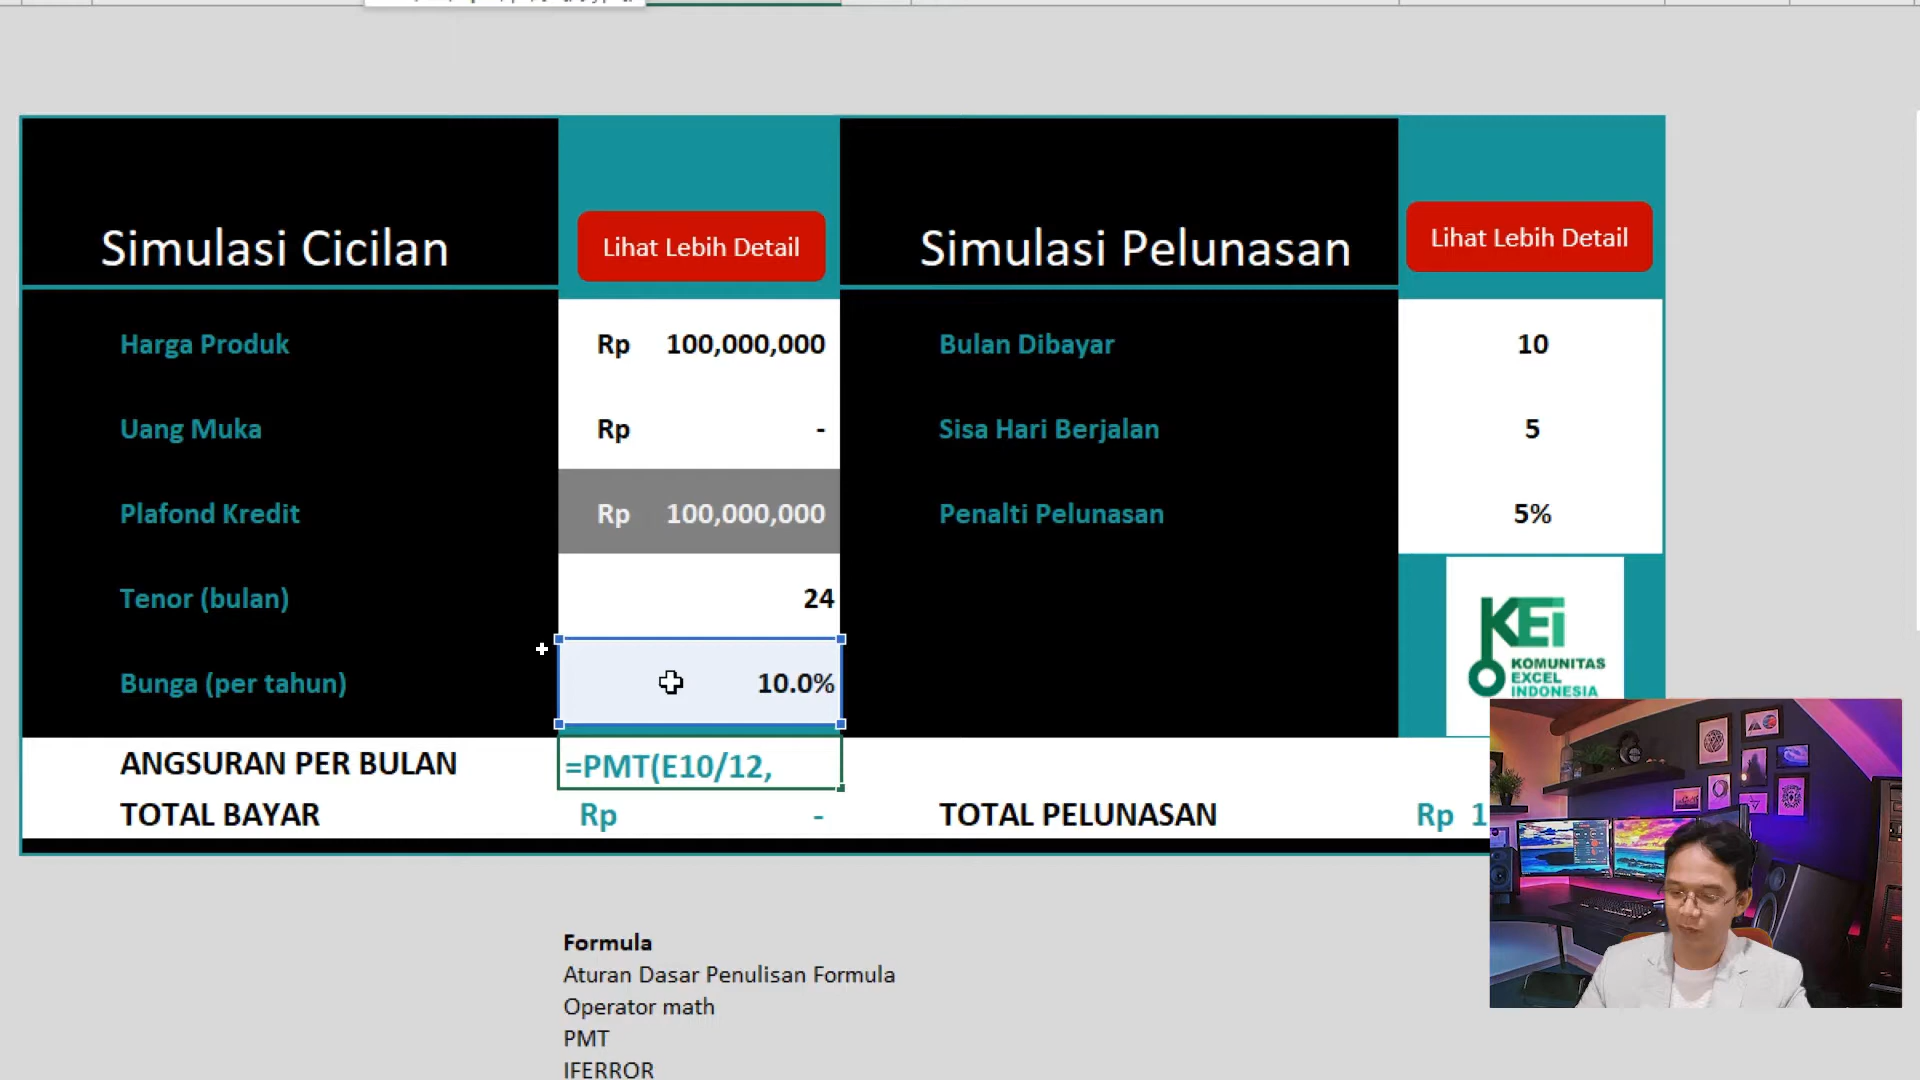 Simulasi Cicilan
Lihat Lebih Detail
Simulasi Pelunasan
Lihat Lebih Detail
Harga Produk Rp 100,000,000
Bulan Dibayar 10
Uang Muka Rp -
Sisa Hari Berjalan 5
Plafond Kredit Rp 100,000,000
Penalti Pelunasan 5%
Tenor (bulan) 24
Bunga (per tahun) 10.0%
KEi
KOMUNITAS
EXCEL
INDONESIA
ANGSURAN PER BULAN =PMT(E10/12,
TOTAL BAYAR Rp -
TOTAL PELUNASAN Rp 1
Formula
Aturan Dasar Penulisan Formula
Operator math
PMT
IFERROR